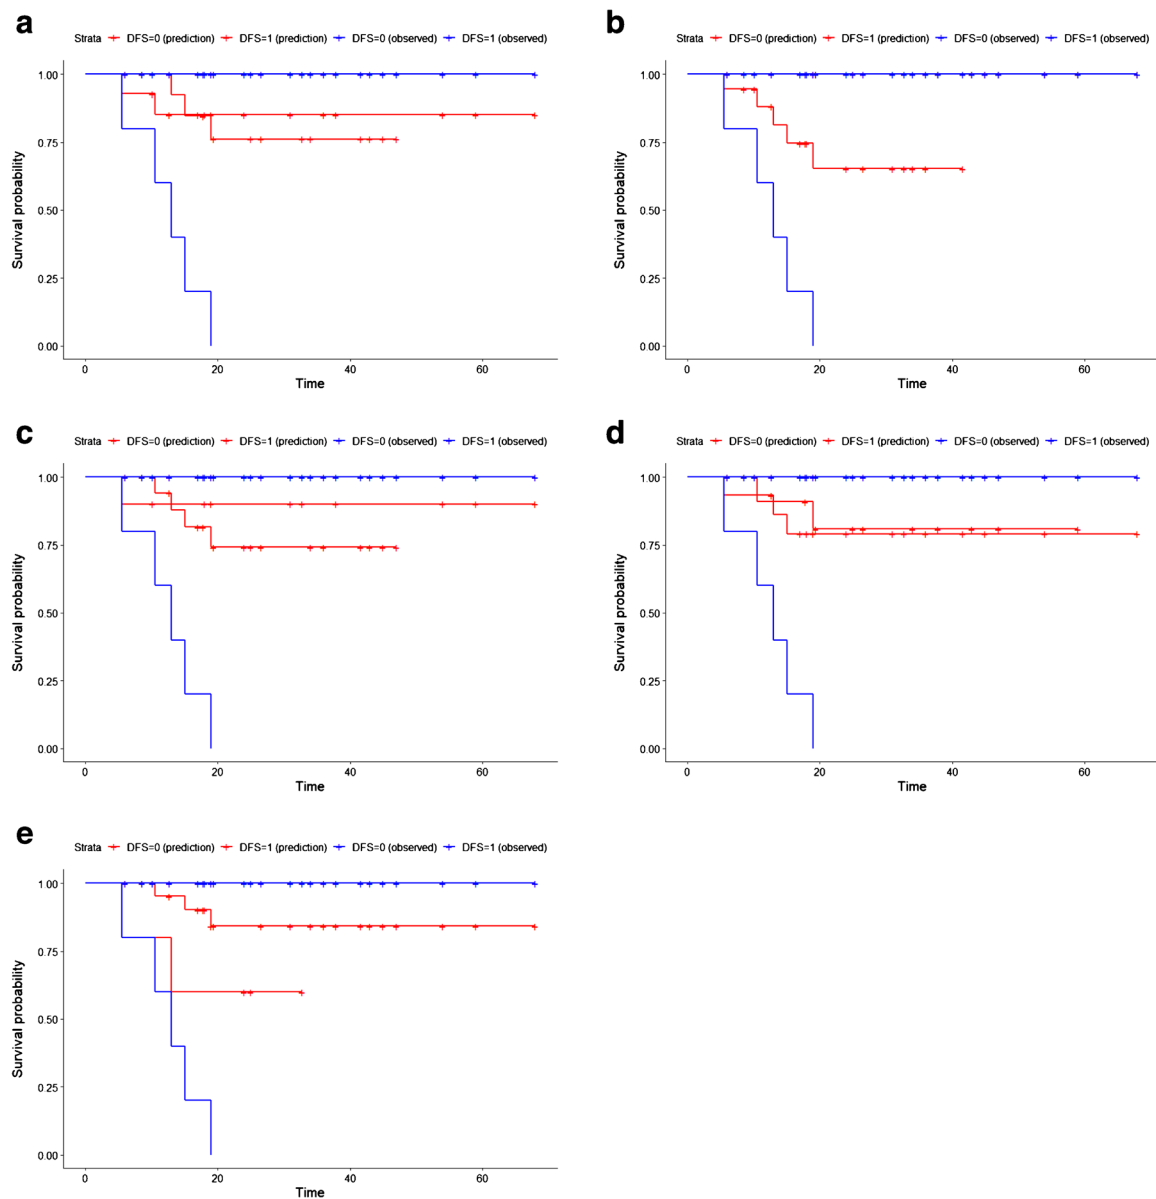 a
Strata DFS=0 (prediction) DFS=1 (prediction) DFS=0 (observed) DFS=1 (observed)
1.00
0.75
0.50
0.25
0.00
Survival probability
0 20 40 60
Time
b
Strata DFS=0 (prediction) DFS=1 (prediction) DFS=0 (observed) DFS=1 (observed)
1.00
0.75
0.50
0.25
0.00
Survival probability
0 20 40 60
Time
c
Strata DFS=0 (prediction) DFS=1 (prediction) DFS=0 (observed) DFS=1 (observed)
1.00
0.75
0.50
0.25
0.00
Survival probability
0 20 40 60
Time
d
Strata DFS=0 (prediction) DFS=1 (prediction) DFS=0 (observed) DFS=1 (observed)
1.00
0.75
0.50
0.25
0.00
Survival probability
0 20 40 60
Time
e
Strata DFS=0 (prediction) DFS=1 (prediction) DFS=0 (observed) DFS=1 (observed)
1.00
0.75
0.50
0.25
0.00
Survival probability
0 20 40 60
Time